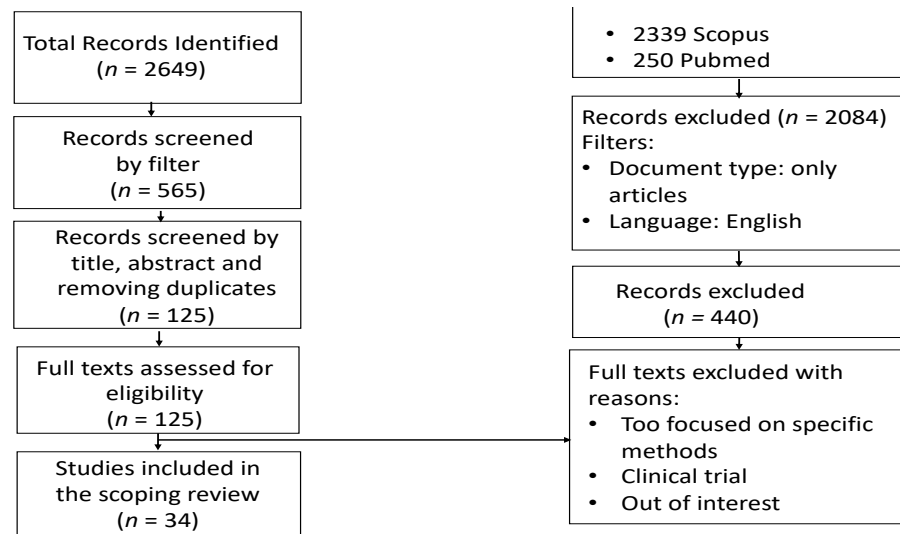 Total Records Identified
(n = 2649)
Records screened
by filter
(n = 565)
Records screened by
title, abstract and
removing duplicates
(n = 125)
Full texts assessed for
eligibility
(n = 125)
Studies included in
the scoping review
(n = 34)
• 2339 Scopus
• 250 Pubmed
Records excluded (n = 2084)
Filters:
• Document type: only
articles
• Language: English
Records excluded
(n = 440)
Full texts excluded with
reasons:
• Too focused on specific
methods
• Clinical trial
• Out of interest